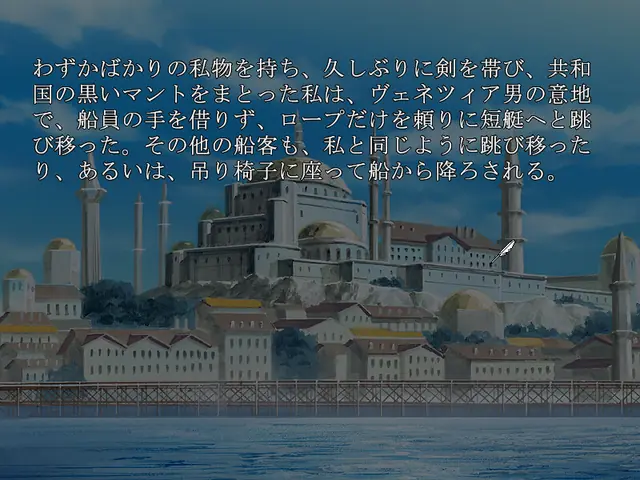 わずかばかりの私物を持ち、久しぶりに剣を帯び、共和
国の黒いマントをまとった私は、ヴェネツィア男の意地
で、船員の手を借りず、ロープだけを頼りに短艇へと跳
び移った。その他の船客も、私と同じように跳び移った
り、あるいは、吊り椅子に座って船から降ろされる。